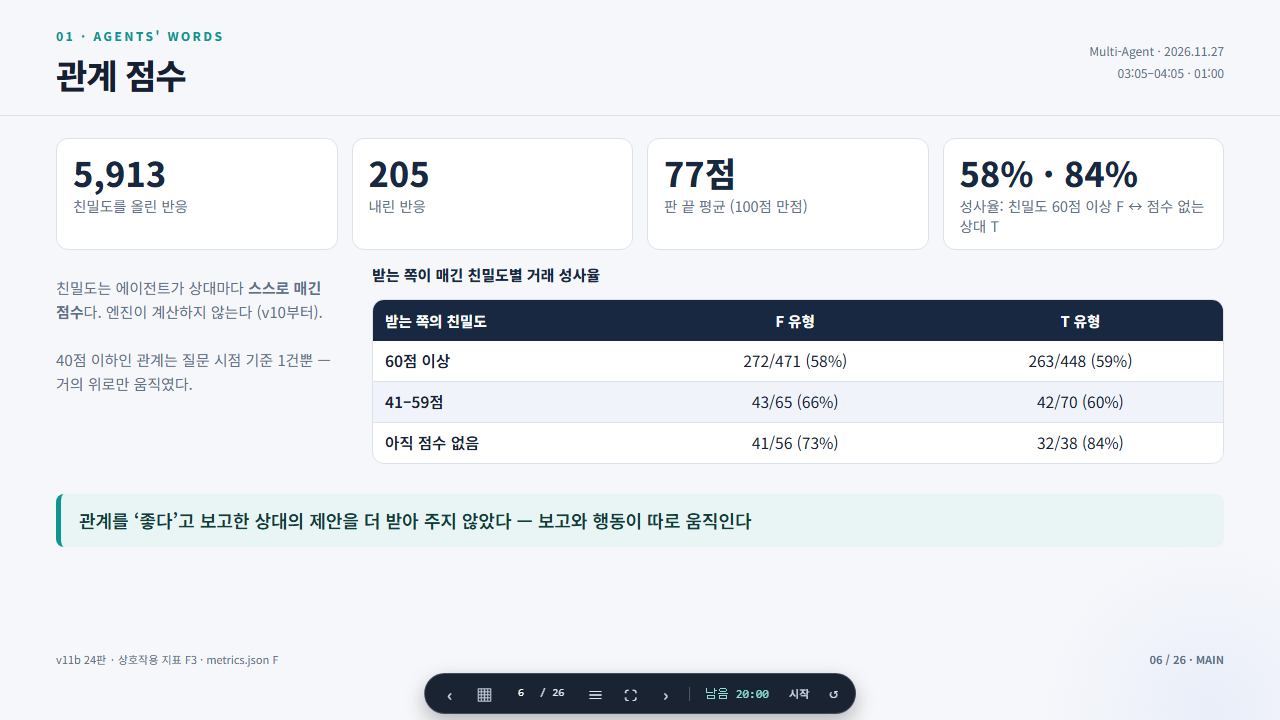 01 · AGENTS' WORDS
관계 점수
Multi-Agent · 2026.11.27
03:05–04:05 · 01:00
5,913
친밀도를 올린 반응
205
내린 반응
77점
판 끝 평균 (100점 만점)
58% · 84%
성사율: 친밀도 60점 이상 F ↔ 점수 없는
상대 T
친밀도는 에이전트가 상대마다 스스로 매긴
점수다. 엔진이 계산하지 않는다 (v10부터).
40점 이하인 관계는 질문 시점 기준 1건뿐 —
거의 위로만 움직였다.
받는 쪽이 매긴 친밀도별 거래 성사율
받는 쪽의 친밀도 F 유형 T 유형
60점 이상 272/471 (58%) 263/448 (59%)
41–59점 43/65 (66%) 42/70 (60%)
아직 점수 없음 41/56 (73%) 32/38 (84%)
관계를 ‘좋다’고 보고한 상대의 제안을 더 받아 주지 않았다 — 보고와 행동이 따로 움직인다
v11b 24판 · 상호작용 지표 F3 · metrics.json F
06 / 26 · MAIN
6 / 26 남음 20:00 시작